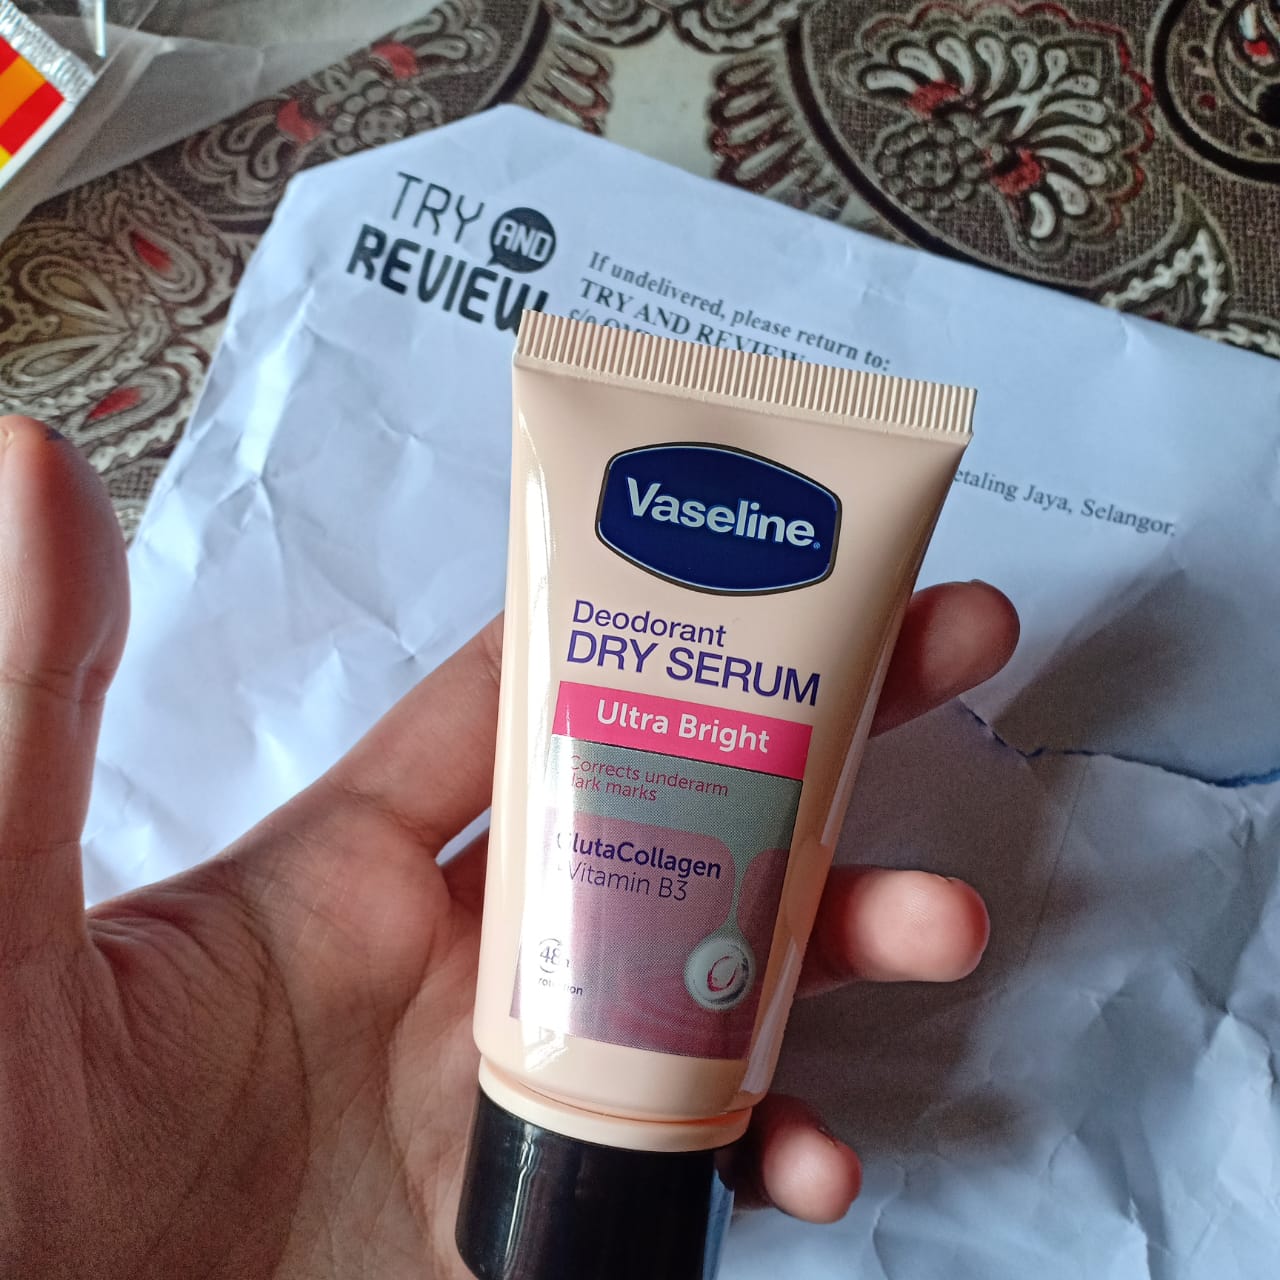 TRY AND
REVIEW
If undelivered, please return to:
TRY AND REVIEW
c/o
etaling Jaya, Selangor.
Vaseline
Deodorant
DRY SERUM
Ultra Bright
Corrects underarm
dark marks
GlutaCollagen
+Vitamin B3
48h